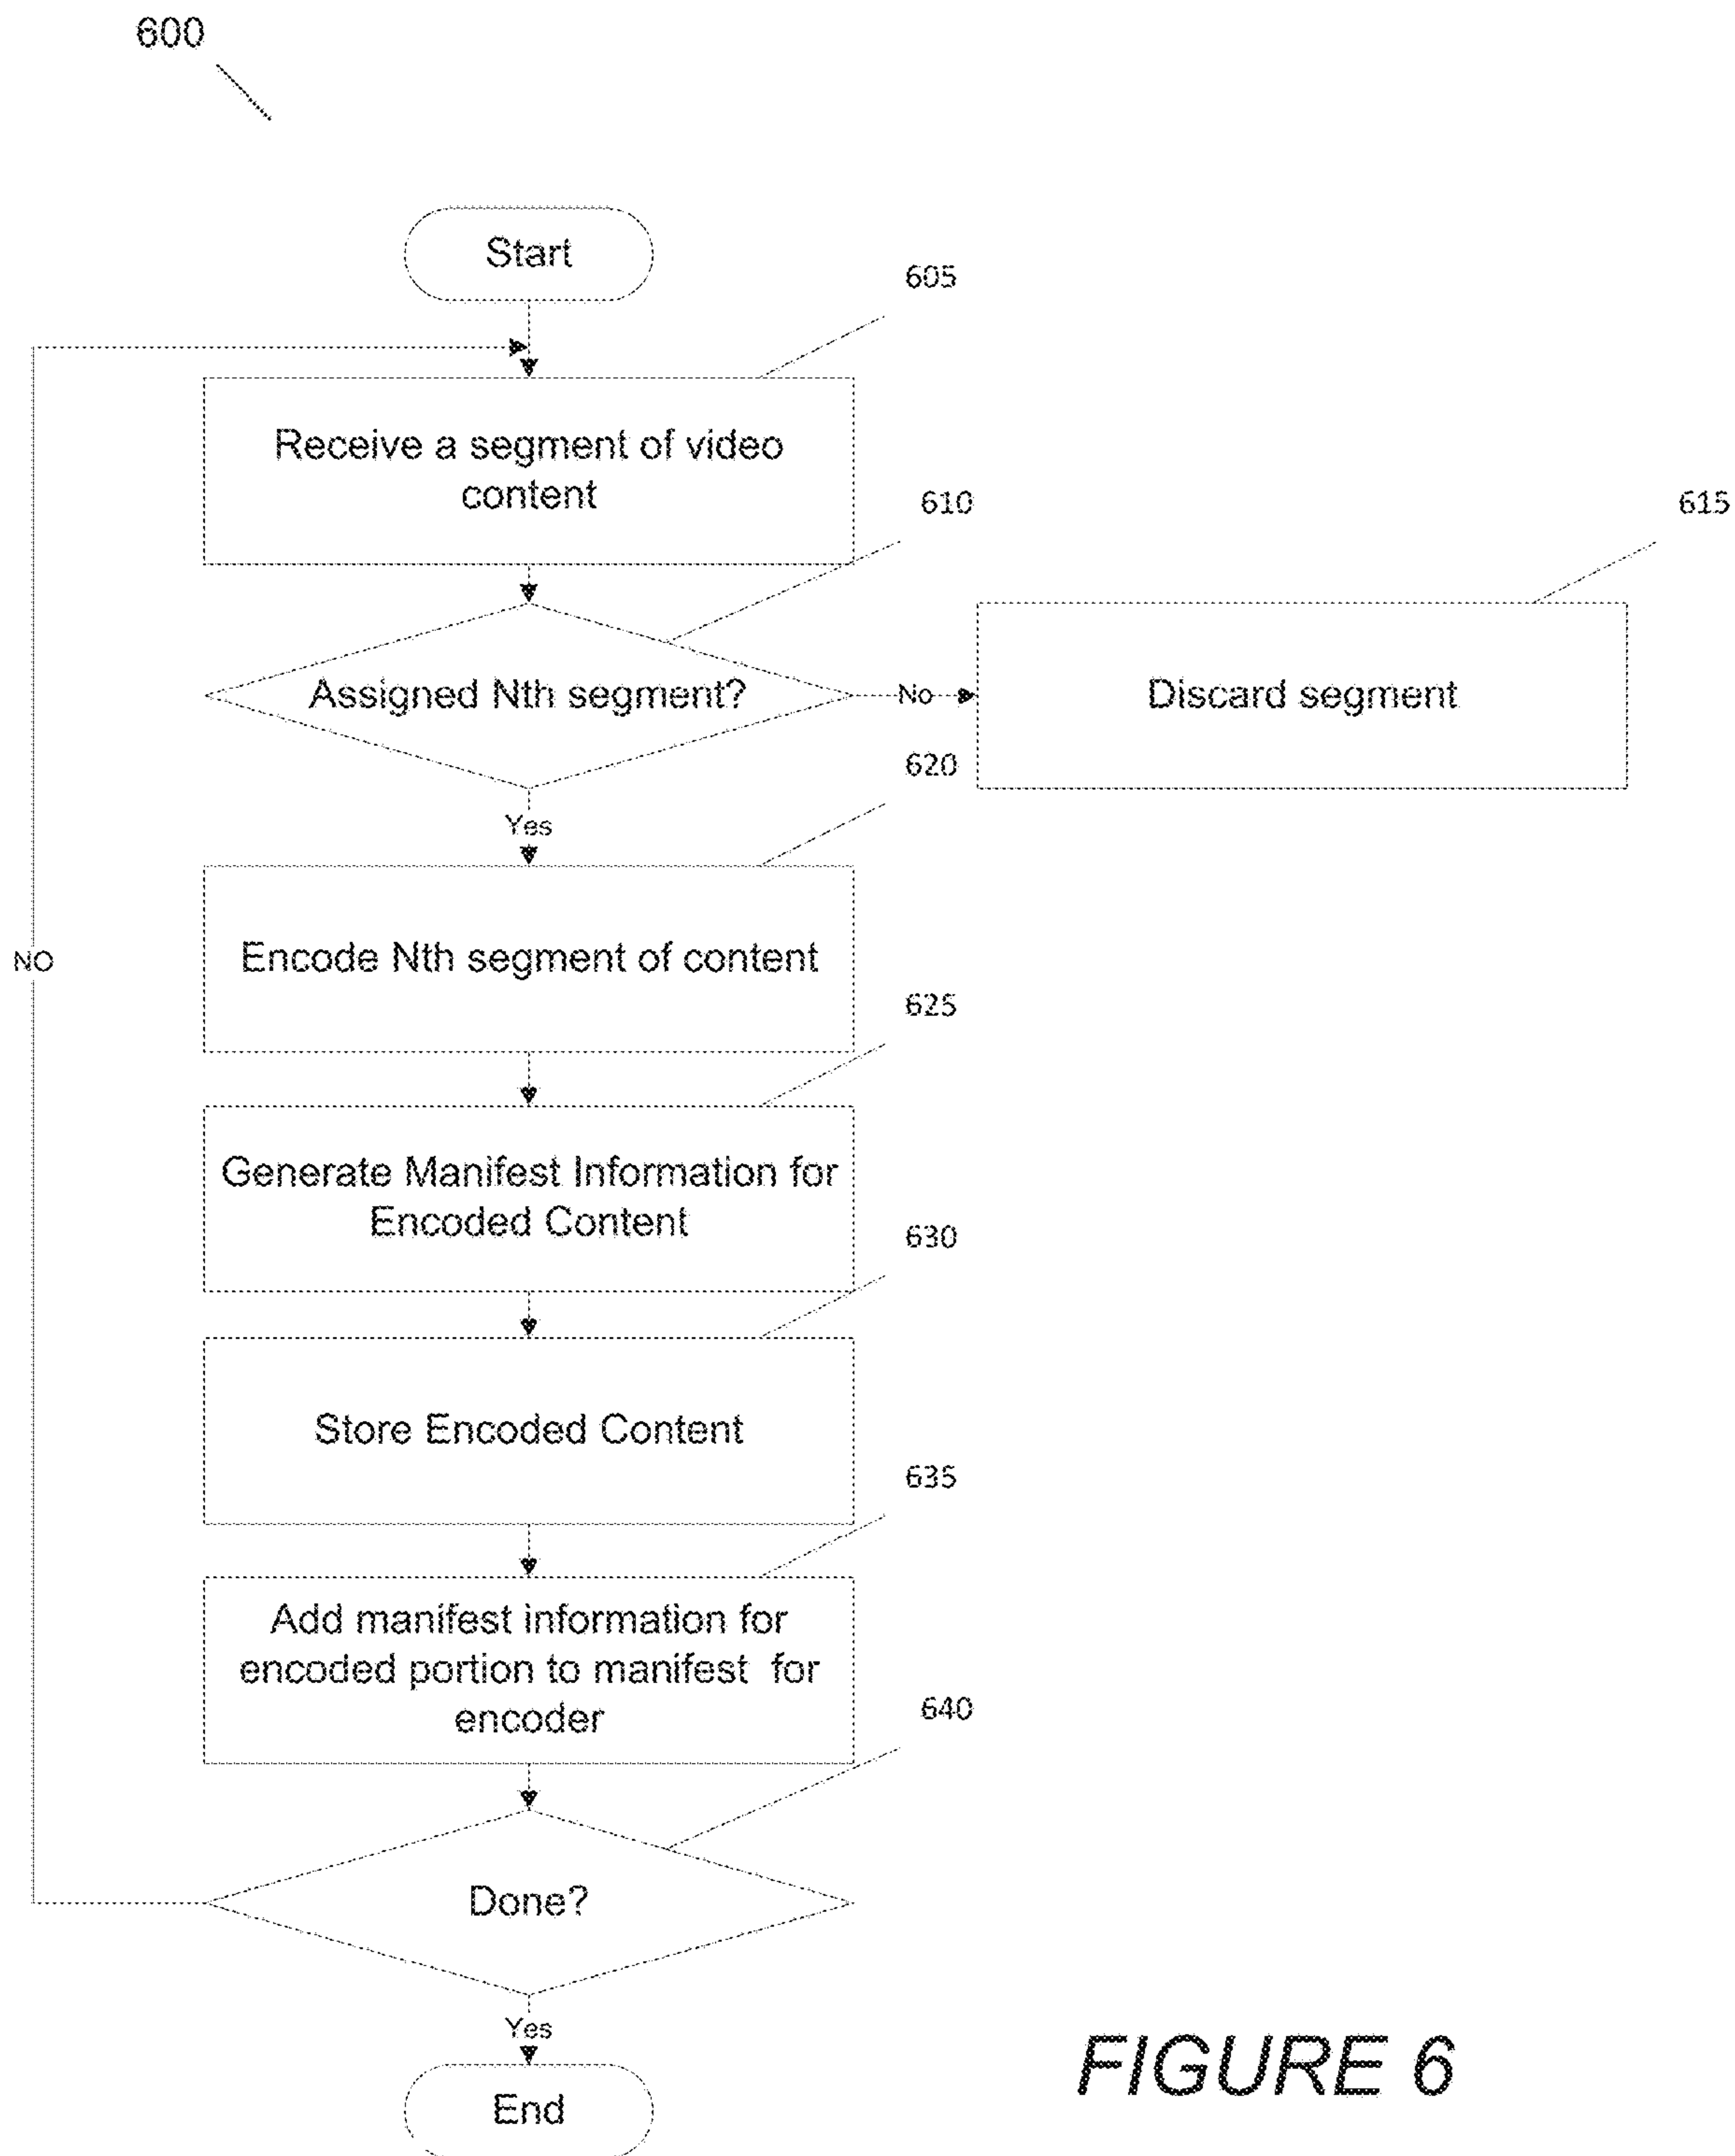 600
Start
605
Receive a segment of video
content
610
615
Assigned Nth segment?
No
Discard segment
620
Yes
Encode Nth segment of content
NO
625
Generate Manifest Information for
Encoded Content
630
Store Encoded Content
635
Add manifest information for
encoded portion to manifest for
encoder
640
Done?
Yes
End
FIGURE 6